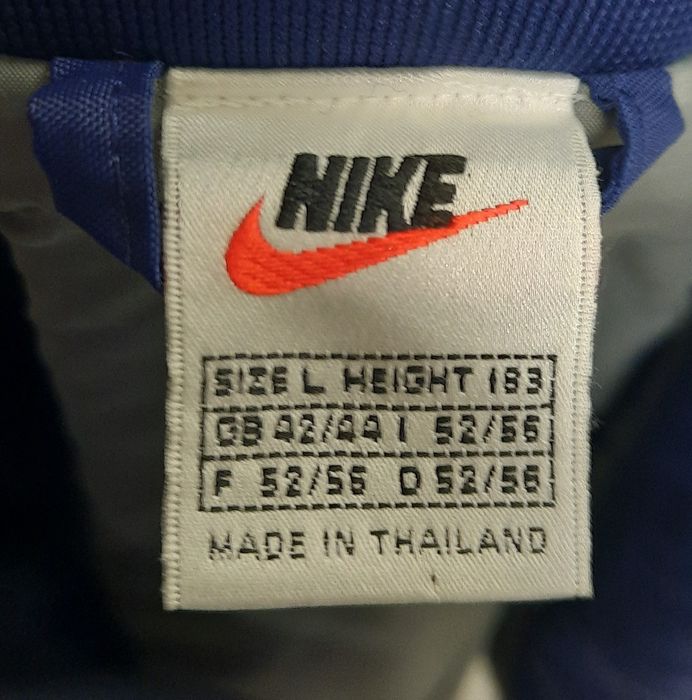 NIKE
SIZE L HEIGHT 183
GB 42/44 I 52/56
F 52/56 D 52/56
MADE IN THAILAND